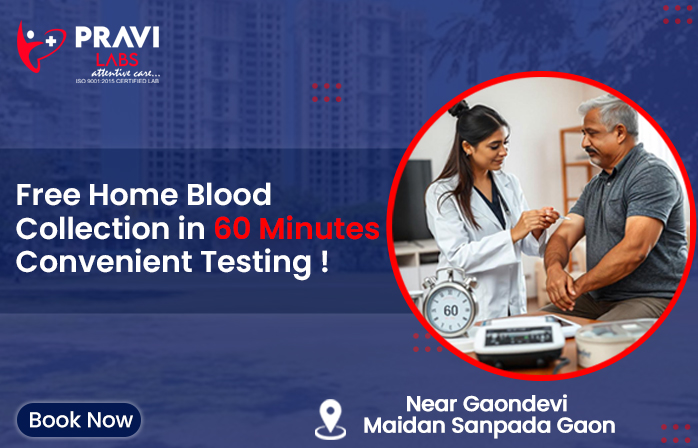 PRAVI
LABS
attentive care...
ISO 9001:2015 CERTIFIED LAB
Free Home Blood
Collection in 60 Minutes
Convenient Testing !
60
Book Now
Near Gaondevi
Maidan Sanpada Gaon